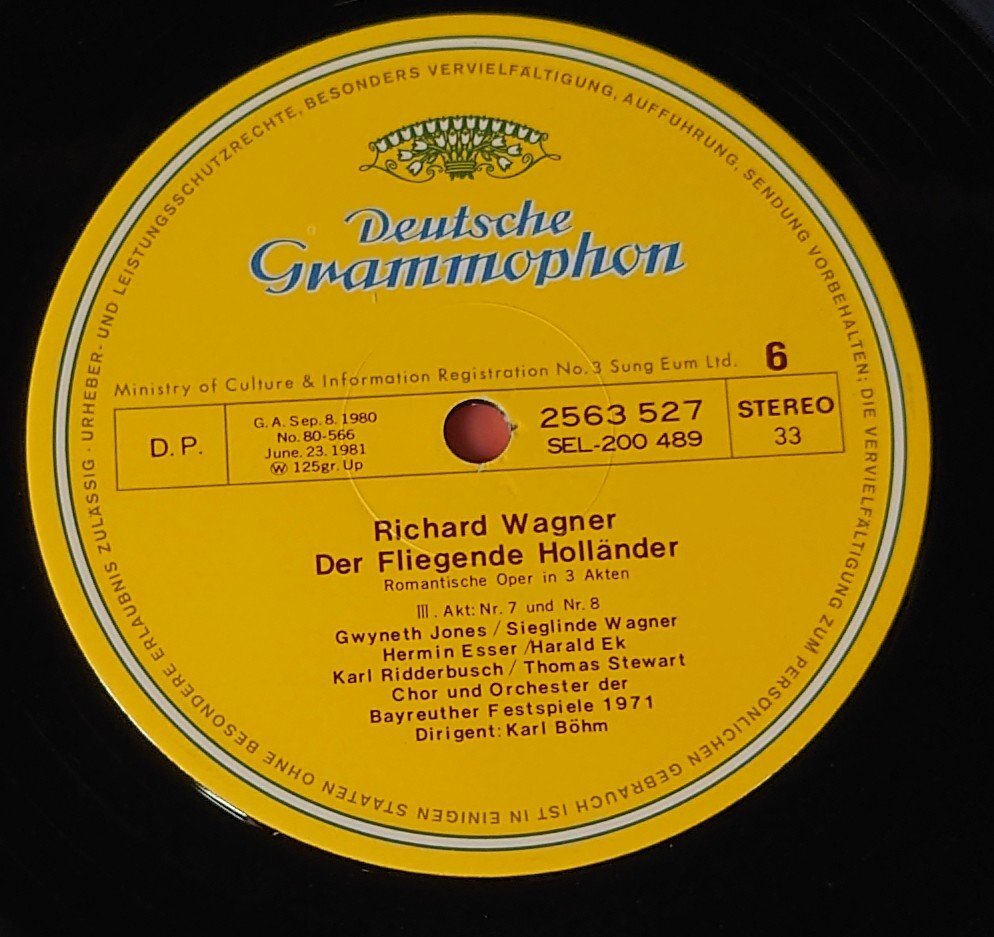 URHEBER- UND LEISTUNGSSCHUTZRECHTE, BESONDERS VERVIELFÄLTIGUNG, AUFFÜHRUNG, SENDUNG VORBEHALTEN; DIE VERVIELFÄLTIGUNG ZUM PERSÖNLICHEN GEBRAUCH IST IN EINIGEN STAATEN OHNE BESONDERE ERLAUBNIS ZULÄSSIG ·
Deutsche
Grammophon
Ministry of Culture & Information Registration No. 3 Sung Eum Ltd.
6
D.P.
G.A. Sep. 8. 1980
No. 80-566
June. 23. 1981
Ⓦ 125gr. Up
2563 527
SEL-200 489
STEREO
33
Richard Wagner
Der Fliegende Holländer
Romantische Oper in 3 Akten
III. Akt: Nr. 7 und Nr. 8
Gwyneth Jones / Sieglinde Wagner
Hermin Esser / Harald Ek
Karl Ridderbusch / Thomas Stewart
Chor und Orchester der
Bayreuther Festspiele 1971
Dirigent: Karl Böhm